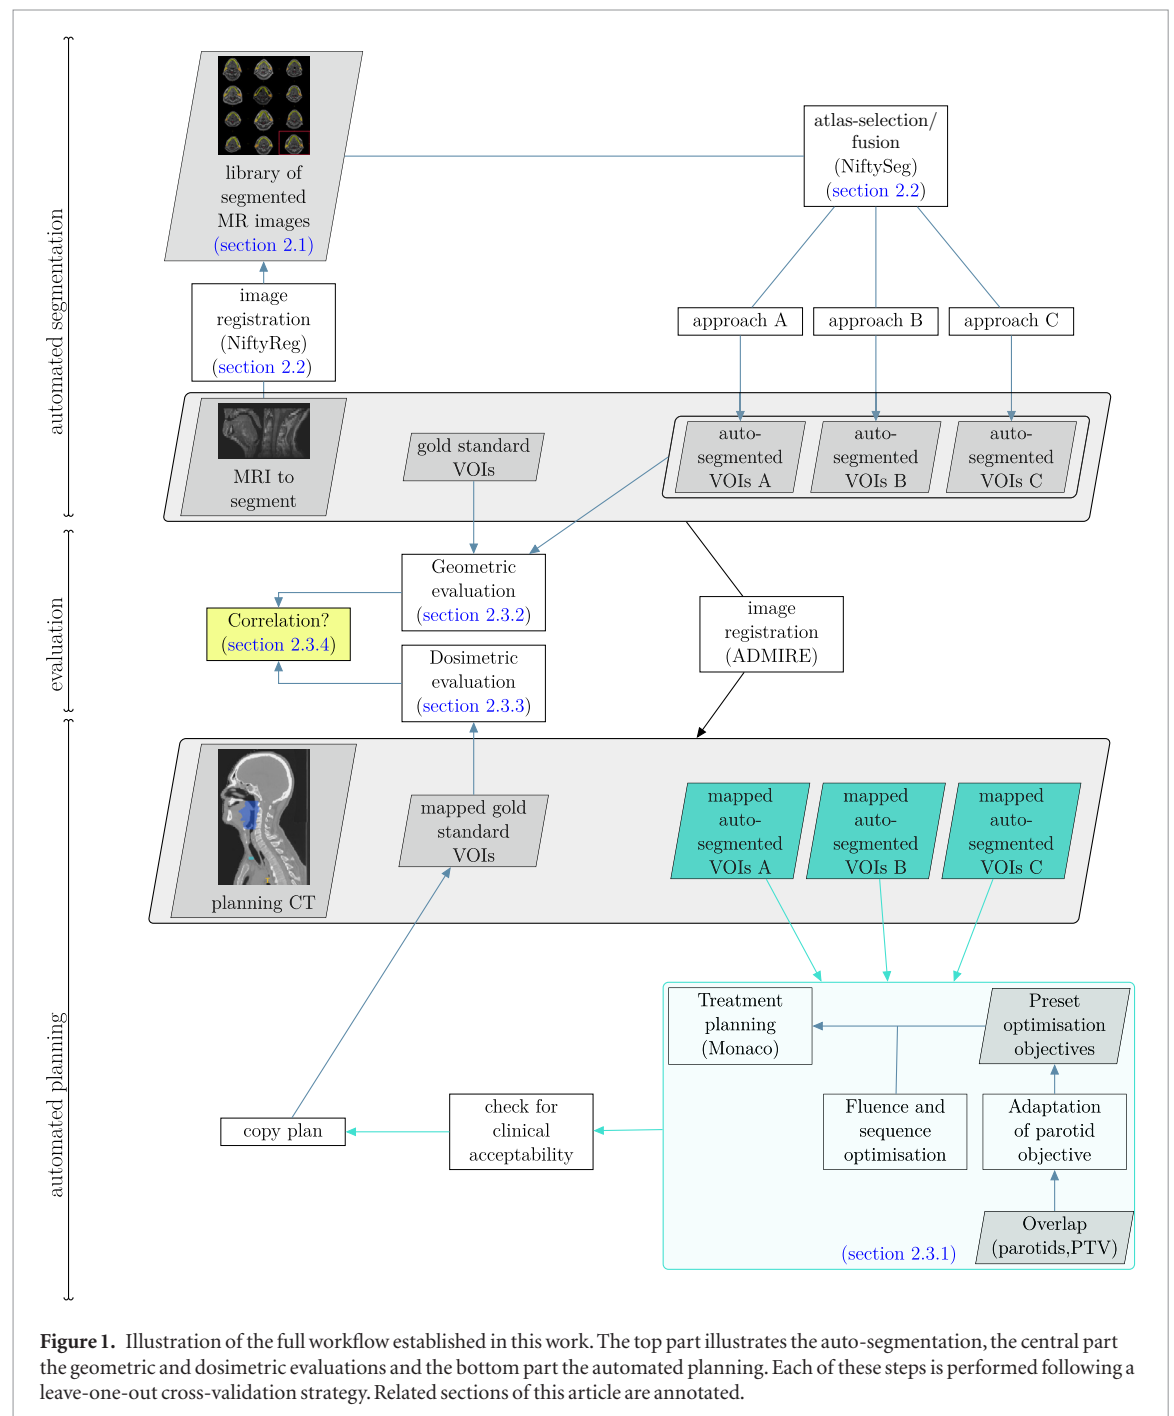 automated segmentation
library of
segmented
MR images
(section 2.1)
atlas-selection/
fusion
(NiftySeg)
(section 2.2)
image
registration
(NiftyReg)
(section 2.2)
approach A
approach B
approach C
MRI to
segment
gold standard
VOIs
auto-
segmented
VOIs A
auto-
segmented
VOIs B
auto-
segmented
VOIs C
evaluation
Geometric
evaluation
(section 2.3.2)
Correlation?
(section 2.3.4)
Dosimetric
evaluation
(section 2.3.3)
image
registration
(ADMIRE)
automated planning
planning CT
mapped gold
standard
VOIs
mapped
auto-
segmented
VOIs A
mapped
auto-
segmented
VOIs B
mapped
auto-
segmented
VOIs C
Treatment
planning
(Monaco)
Preset
optimisation
objectives
Fluence and
sequence
optimisation
Adaptation
of parotid
objective
Overlap
(parotids,PTV)
(section 2.3.1)
check for
clinical
acceptability
copy plan
Figure 1. Illustration of the full workflow established in this work. The top part illustrates the auto-segmentation, the central part
the geometric and dosimetric evaluations and the bottom part the automated planning. Each of these steps is performed following a
leave-one-out cross-validation strategy. Related sections of this article are annotated.